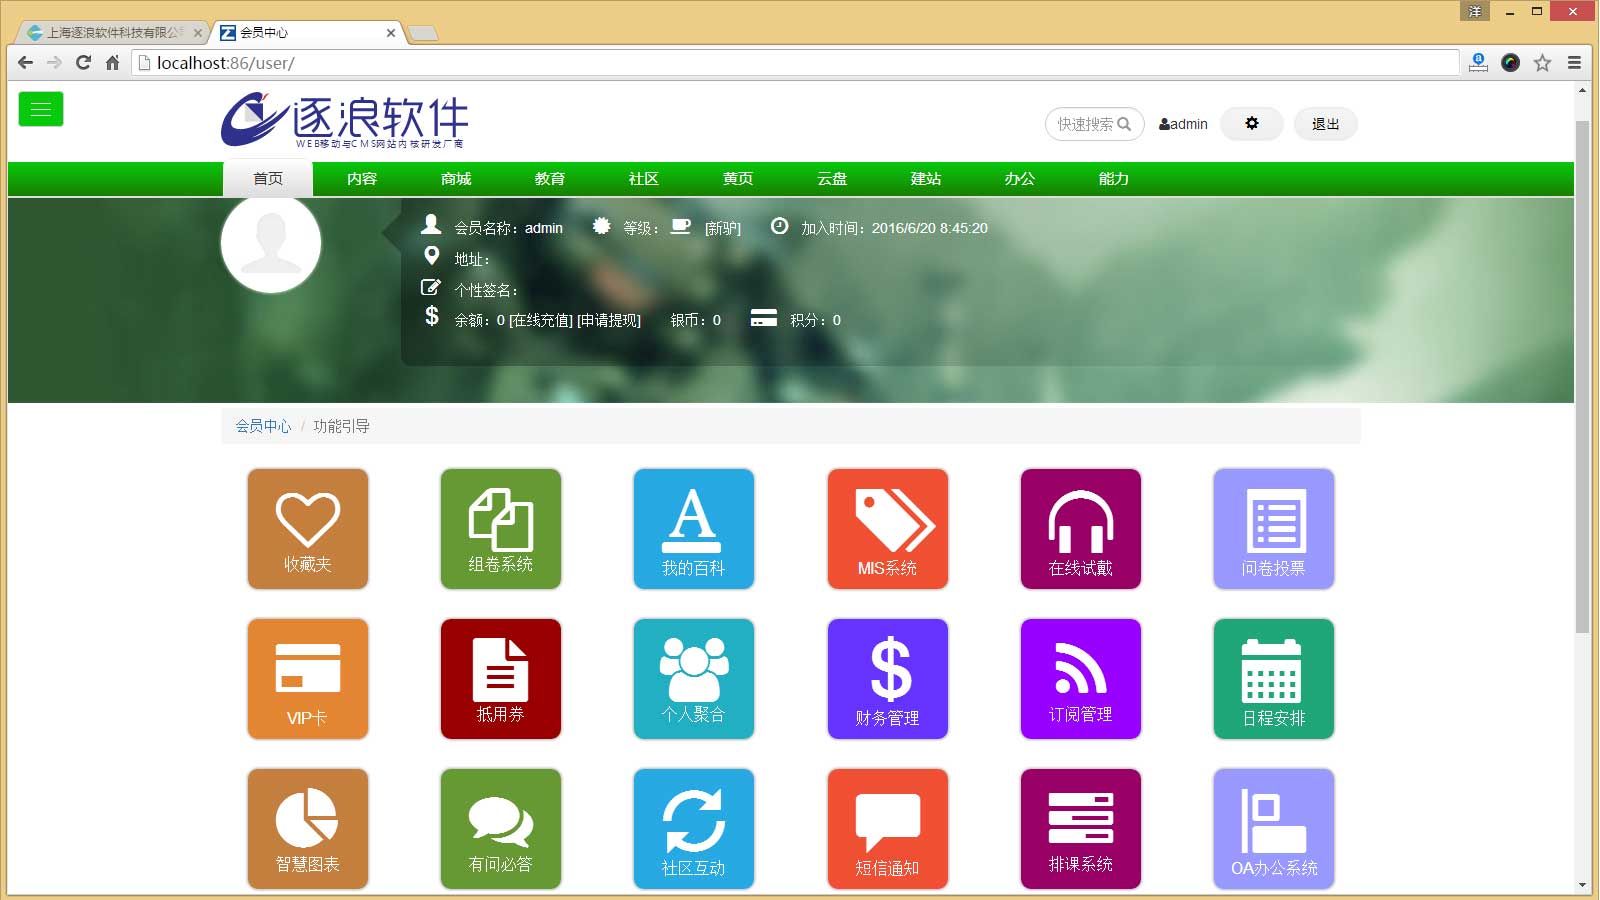 洋
上海逐浪软件科技有限公
会员中心
localhost:86/user/
逐浪软件
WEB移动与CMS网站内核研发厂商
快速搜索
admin
退出
首页 内容 商城 教育 社区 黄页 云盘 建站 办公 能力
会员名称：admin 等级： [新驴] 加入时间：2016/6/20 8:45:20
地址：
个性签名：
余额：0 [在线充值] [申请提现] 银币：0 积分：0
会员中心 / 功能引导
收藏夹 组卷系统 我的百科 MIS系统 在线试戴 问卷投票
VIP卡 抵用券 个人聚合 财务管理 订阅管理 日程安排
智慧图表 有问必答 社区互动 短信通知 排课系统 OA办公系统